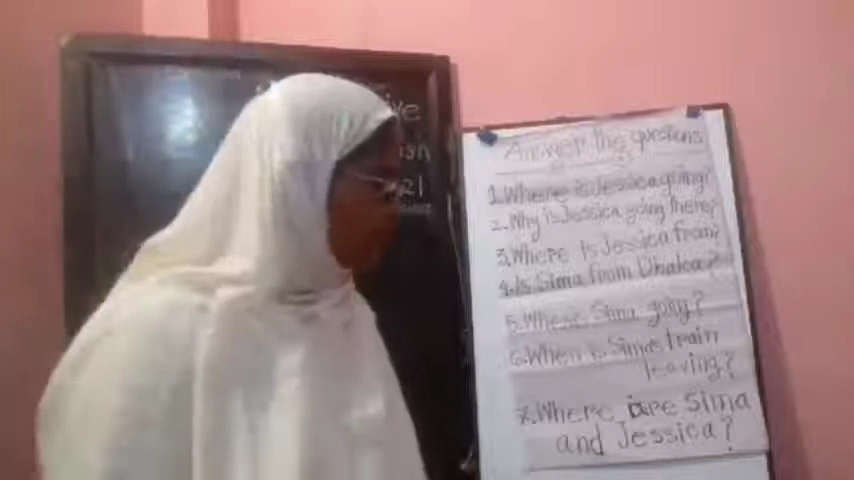 Answer the questions
1. Where is Jessica going?
2. Why is Jessica going there?
3. Where is Jessica from?
4. Is Sima from Dhaka?
5. Where Sima going?
6. When is Sima's train
leaving?
7. Where are Sima
and Jessica?
21